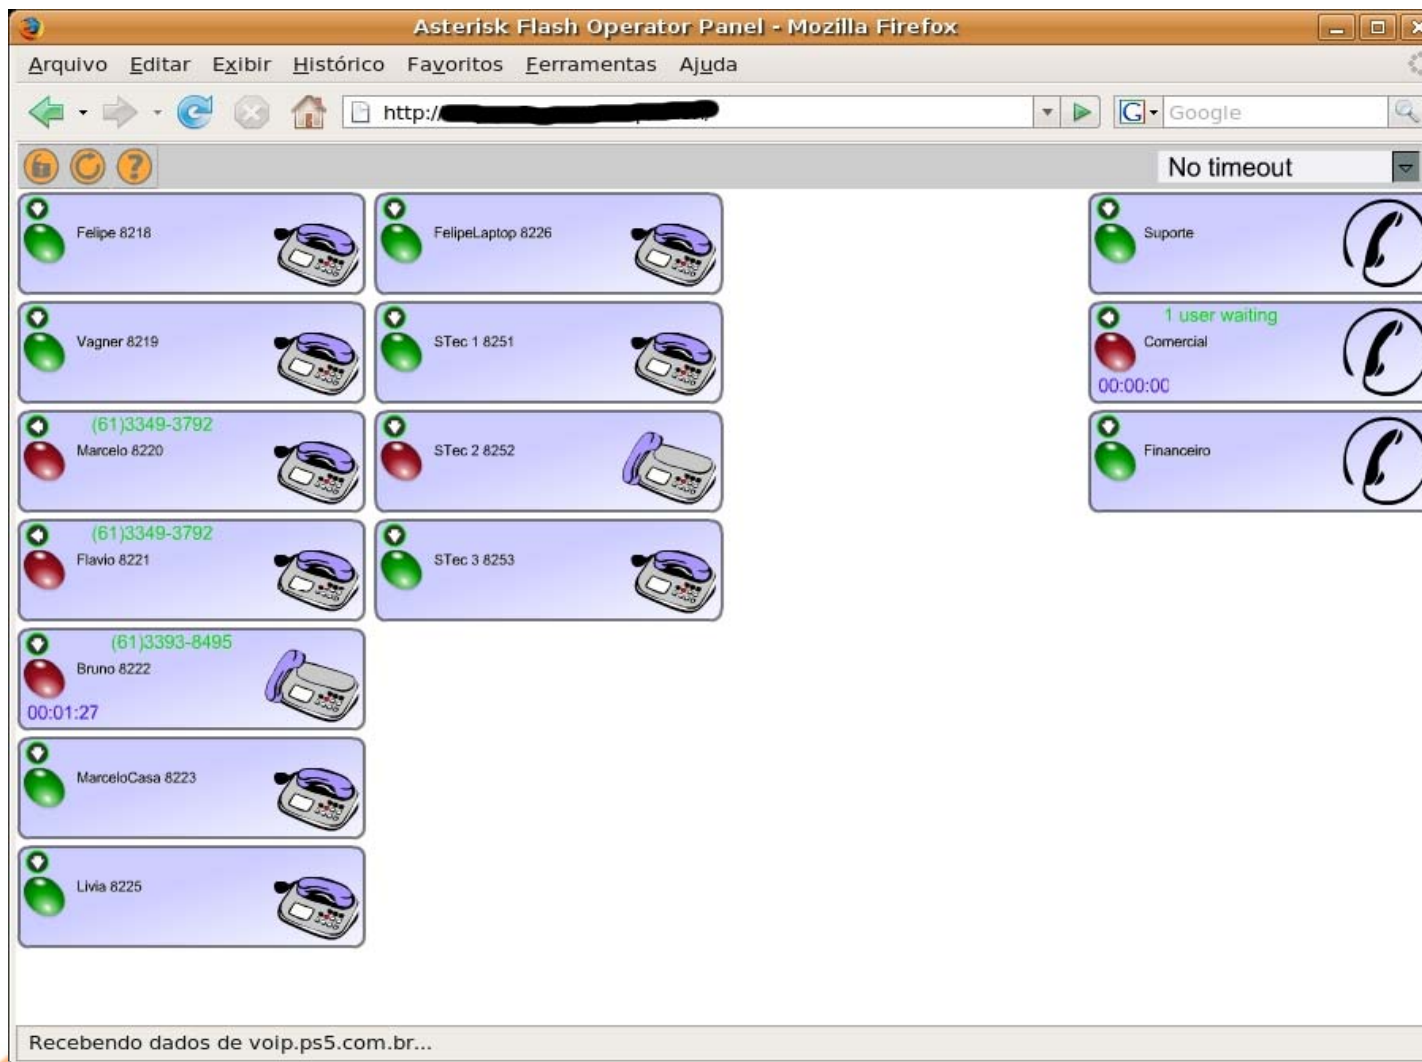 Asterisk Flash Operator Panel - Mozilla Firefox
Arquivo Editar Exibir Histórico Favoritos Ferramentas Ajuda
http://
G Google
? No timeout
Felipe 8218
FelipeLaptop 8226
Suporte
Vagner 8219
STec 1 8251
1 user waiting
Comercial
00:00:00
(61)3349-3792
Marcelo 8220
STec 2 8252
Financeiro
(61)3349-3792
Flavio 8221
STec 3 8253
(61)3393-8495
Bruno 8222
00:01:27
MarceloCasa 8223
Livia 8225
Recebendo dados de voip.ps5.com.br...